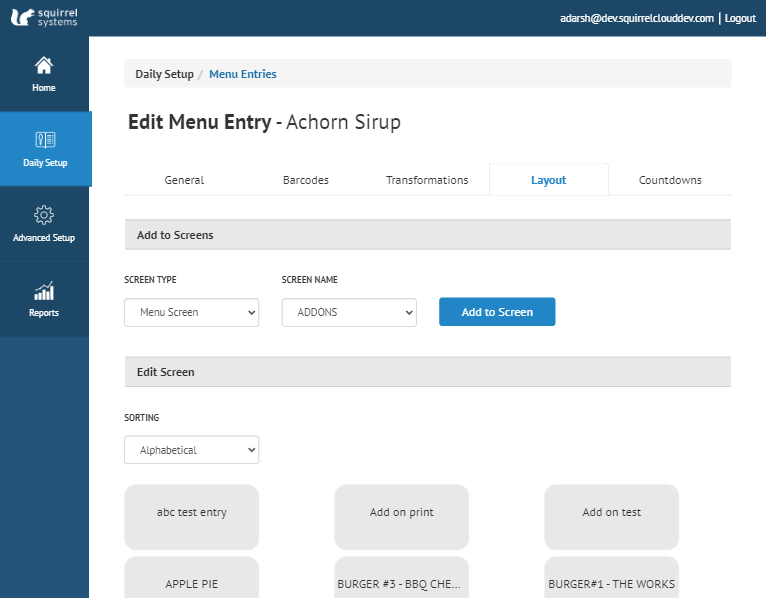 squirrel
systems
adarsh@dev.squirrelclouddev.com | Logout
Home
Daily Setup
Advanced Setup
Reports
Daily Setup / Menu Entries
Edit Menu Entry - Achorn Sirup
General Barcodes Transformations Layout Countdowns
Add to Screens
SCREEN TYPE SCREEN NAME
Menu Screen ADDONS Add to Screen
Edit Screen
SORTING
Alphabetical
abc test entry Add on print Add on test
APPLE PIE BURGER #3 - BBQ CHE... BURGER#1 - THE WORKS